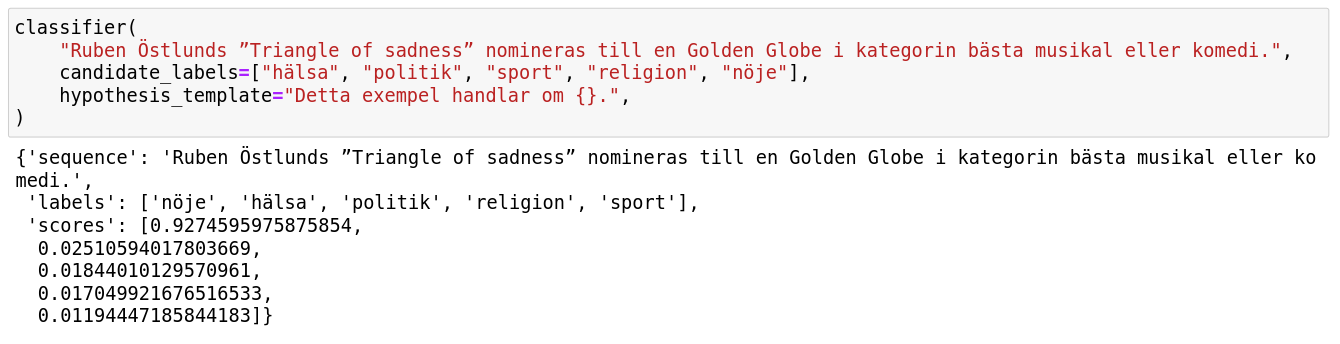 classifier(
    "Ruben Östlunds ”Triangle of sadness” nomineras till en Golden Globe i kategorin bästa musikal eller komedi.",
    candidate_labels=["hälsa", "politik", "sport", "religion", "nöje"],
    hypothesis_template="Detta exempel handlar om {}.",
)
{'sequence': 'Ruben Östlunds ”Triangle of sadness” nomineras till en Golden Globe i kategorin bästa musikal eller ko
medi.',
 'labels': ['nöje', 'hälsa', 'politik', 'religion', 'sport'],
 'scores': [0.9274595975875854,
  0.02510594017803669,
  0.01844010129570961,
  0.017049921676516533,
  0.01194447185844183]}